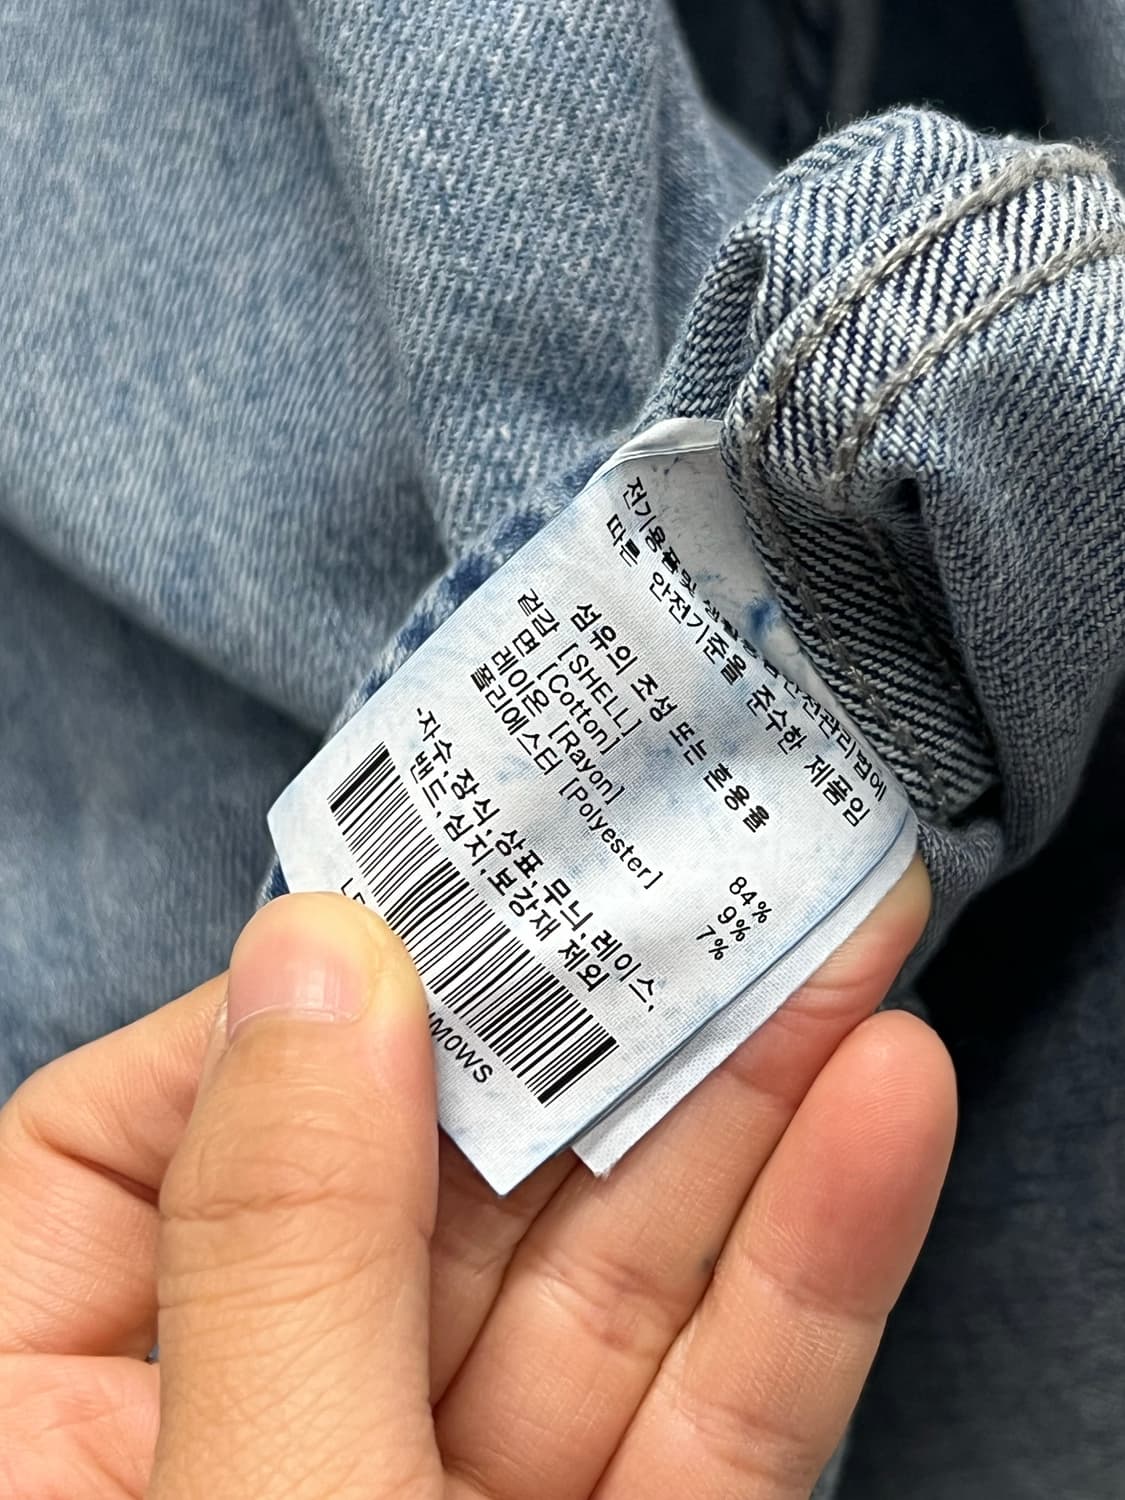 전기용품및 생활용품안전관리법에
따른 안전기준을 준수한 제품임
섬유의 조성 또는 혼용율
겉감 [SHELL]
면 [Cotton] 84%
레이온 [Rayon] 9%
폴리에스터 [Polyester] 7%
-자수,장식,상표,무늬,레이스,
밴드,심지,보강재 제외